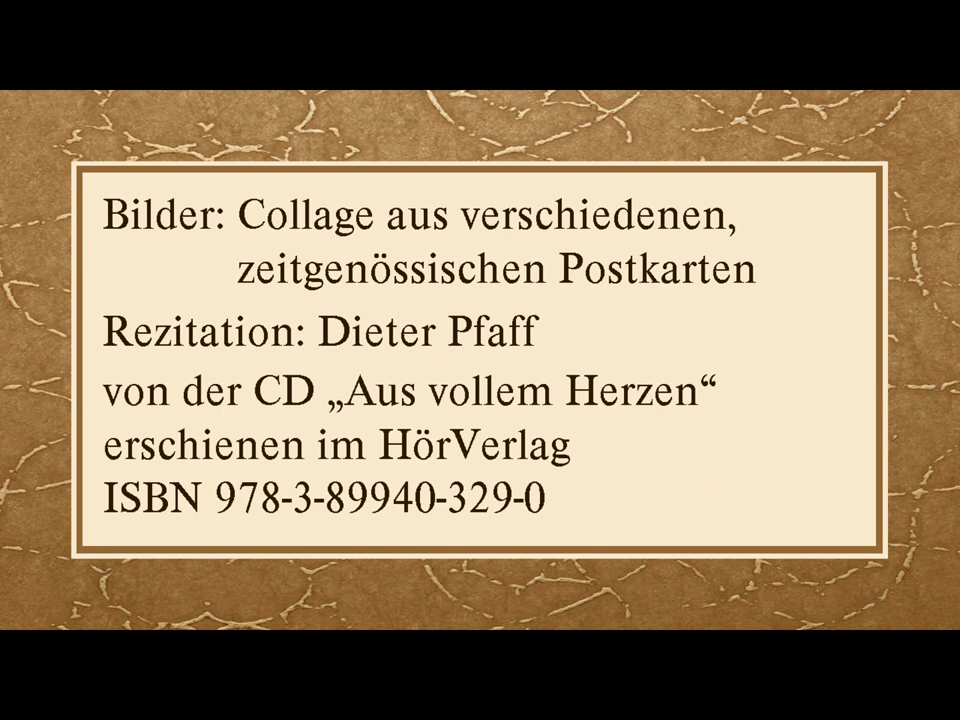 Bilder: Collage aus verschiedenen,
zeitgenössischen Postkarten
Rezitation: Dieter Pfaff
von der CD „Aus vollem Herzen“
erschienen im HörVerlag
ISBN 978-3-89940-329-0